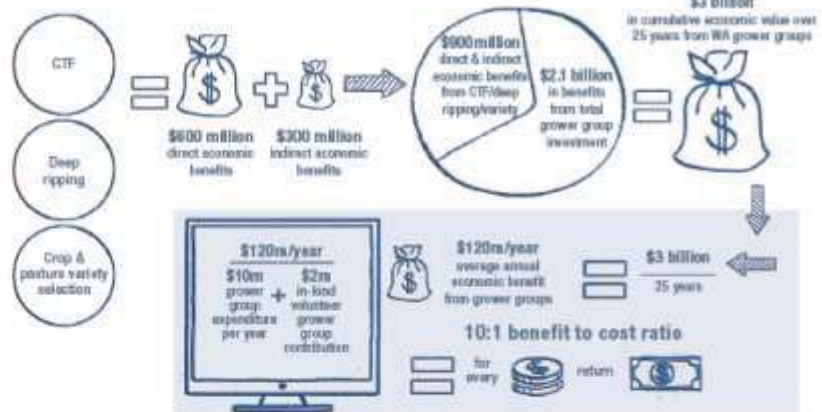 CTF
Deep
ripping
Crop &
pasture variety
selection
$600 million
direct economic
benefits
$300 million
indirect economic
benefits
$900 million
direct & indirect
economic benefits
from CTF/deep
ripping/variety
$2.1 billion
in benefits
from total
grower group
investment
$3 billion
in cumulative economic value over
25 years from WA grower groups
$120m/year
$10m
grower
group
expenditure
per year
+
$2m
in-kind
volunteer
grower
group
contribution
$120m/year
average annual
economic benefit
from grower groups
$3 billion
25 years
10:1 benefit to cost ratio
for
every
return